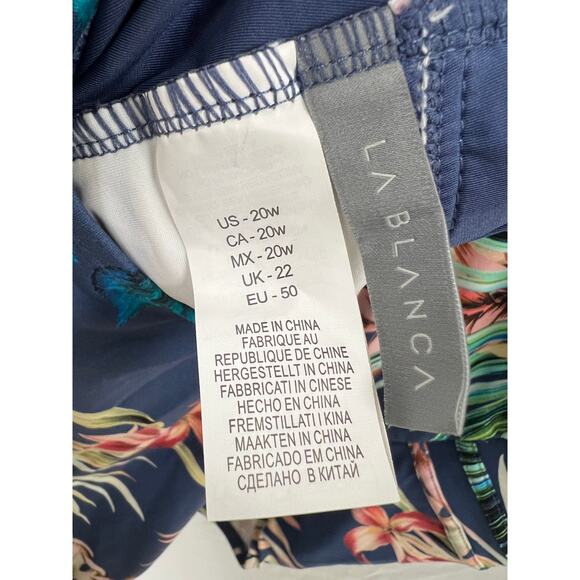 US - 20w
CA - 20w
MX - 20w
UK - 22
EU - 50
MADE IN CHINA
FABRIQUE AU
REPUBLIQUE DE CHINE
HERGESTELLT IN CHINA
FABBRICATI IN CINESE
HECHO EN CHINA
FREMSTILLAT I KINA
MAAKTEN IN CHINA
FABRICADO EM CHINA
СДЕЛАНО В КИТАЙ
LA BLANCA